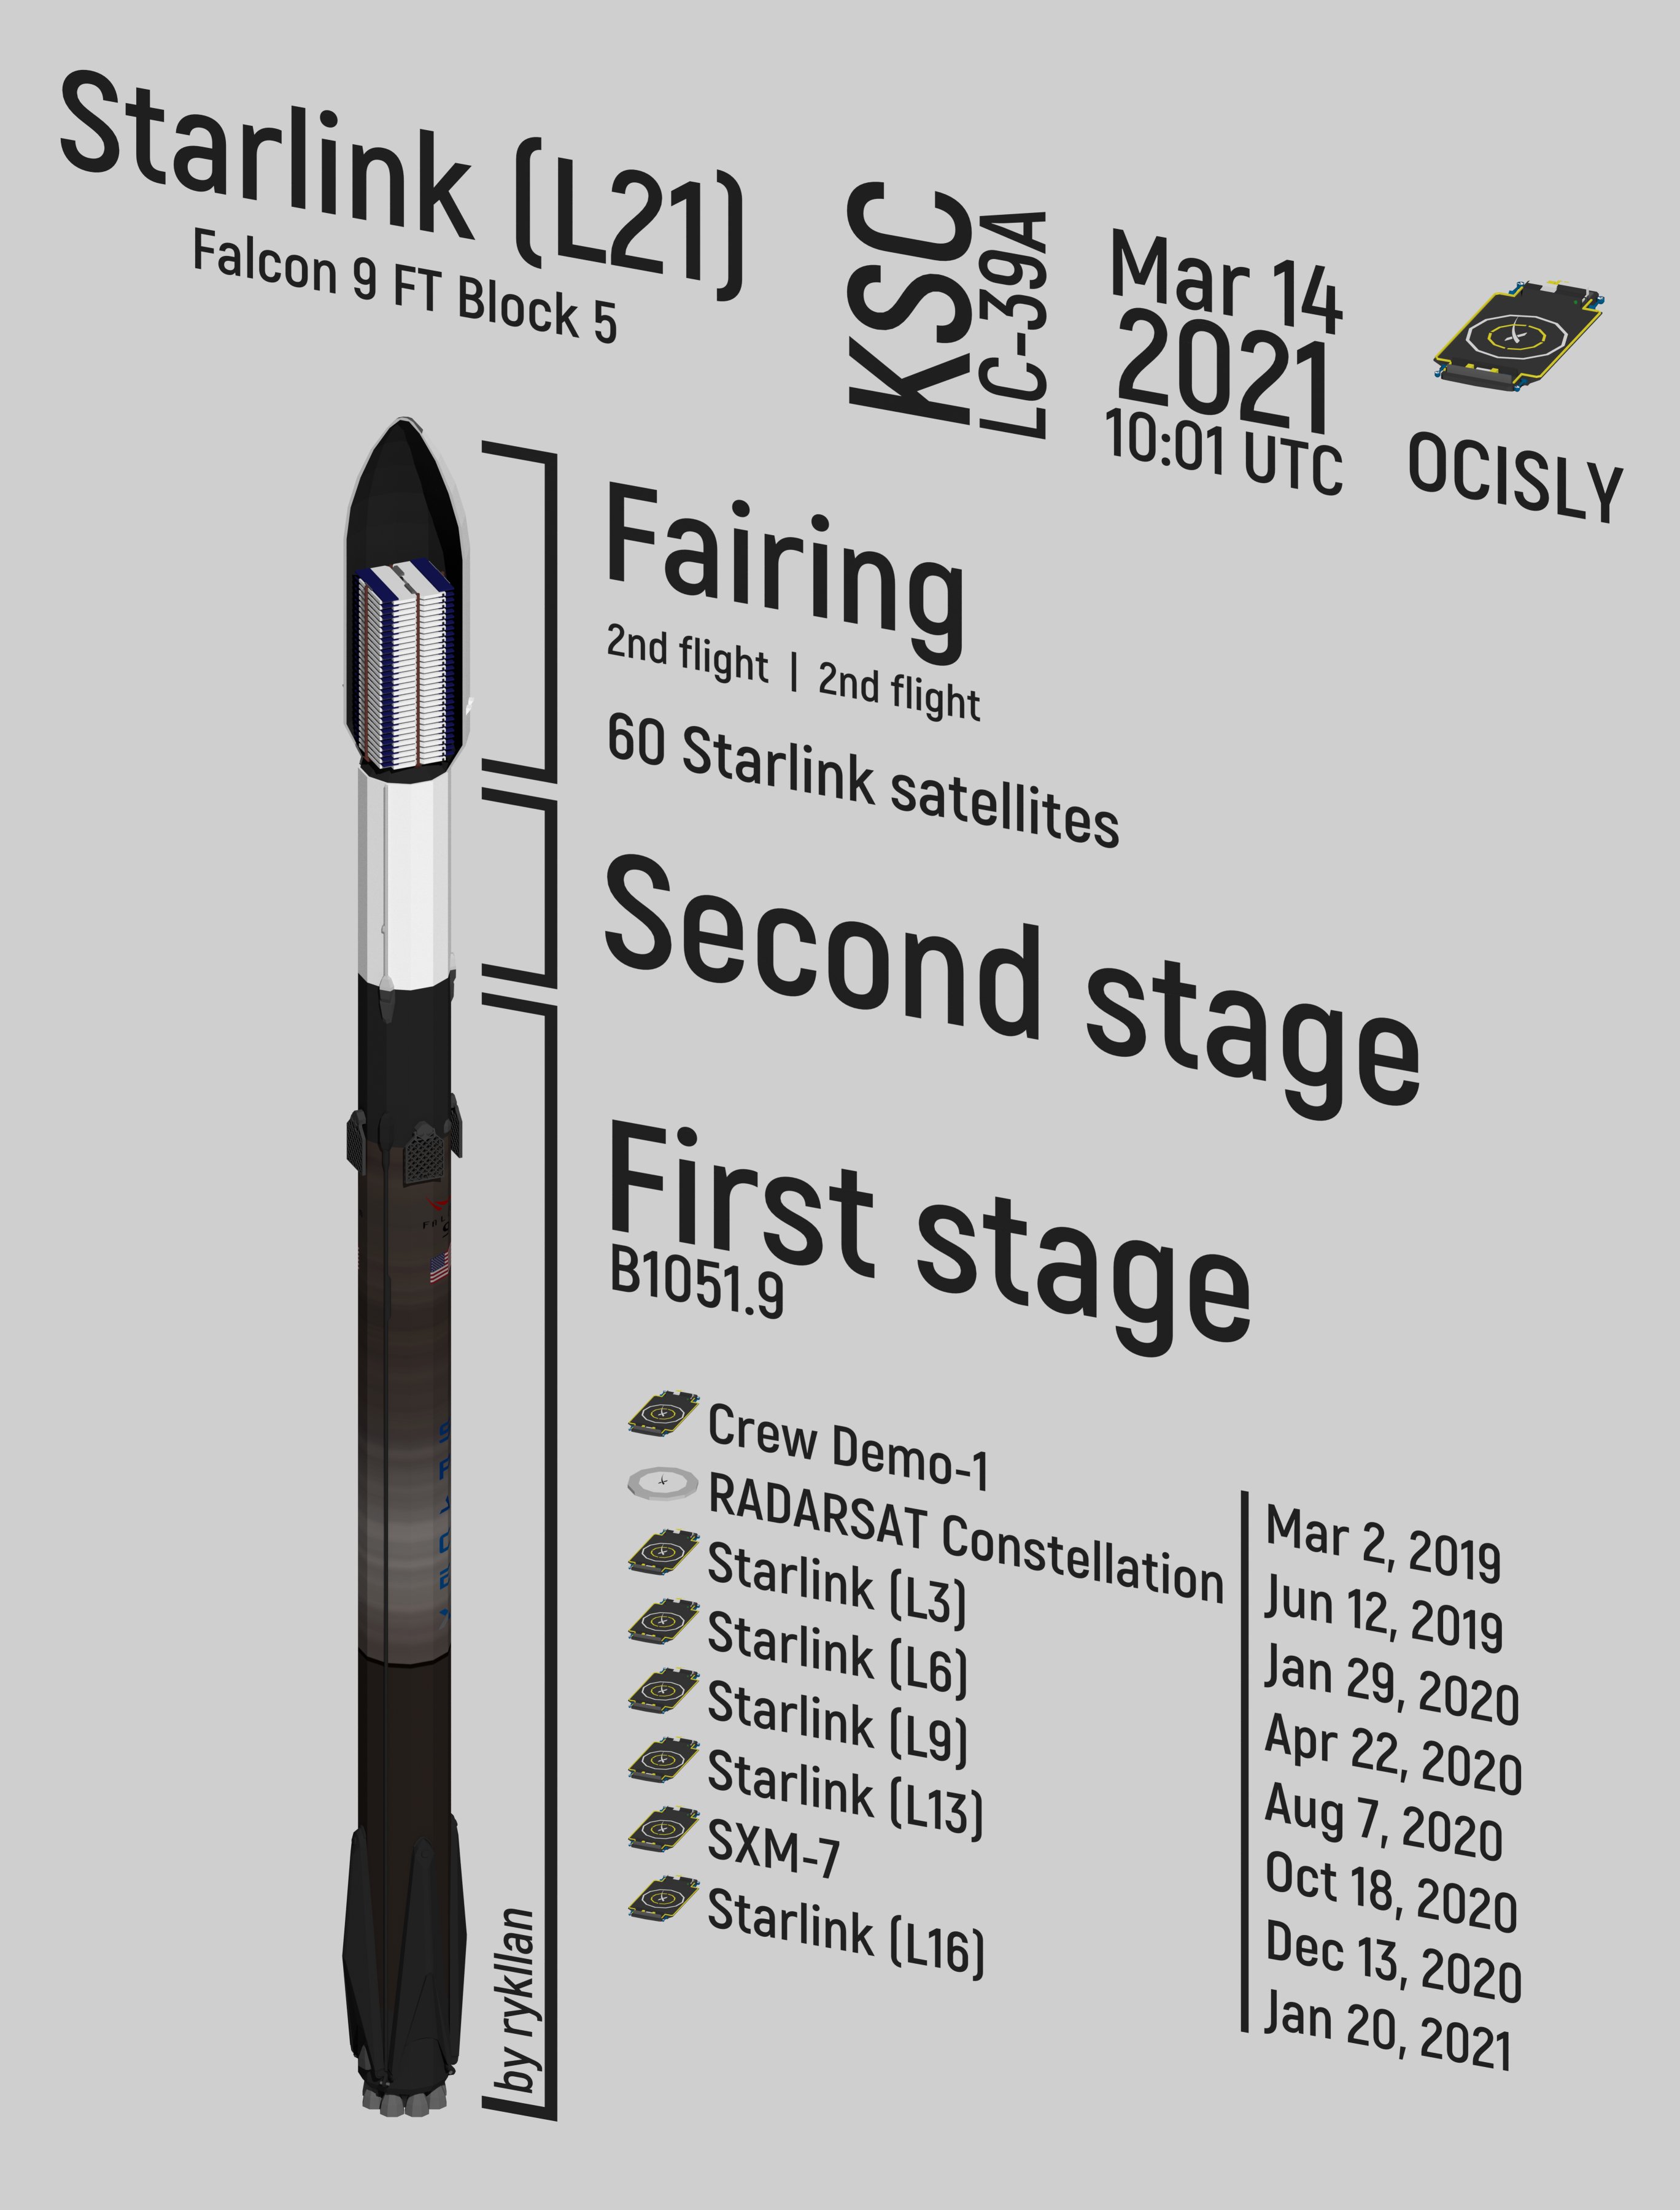 Starlink (L21)
Falcon 9 FT Block 5
KSC
LC-39A
Mar 14
2021
10:01 UTC
OCISLY
Fairing
2nd flight | 2nd flight
60 Starlink satellites
Second stage
First stage
B1051.9
Crew Demo-1
Mar 2, 2019
RADARSAT Constellation
Jun 12, 2019
Starlink (L3)
Jan 29, 2020
Starlink (L6)
Apr 22, 2020
Starlink (L9)
Aug 7, 2020
Starlink (L13)
Oct 18, 2020
SXM-7
Dec 13, 2020
Starlink (L16)
Jan 20, 2021
by rykllan